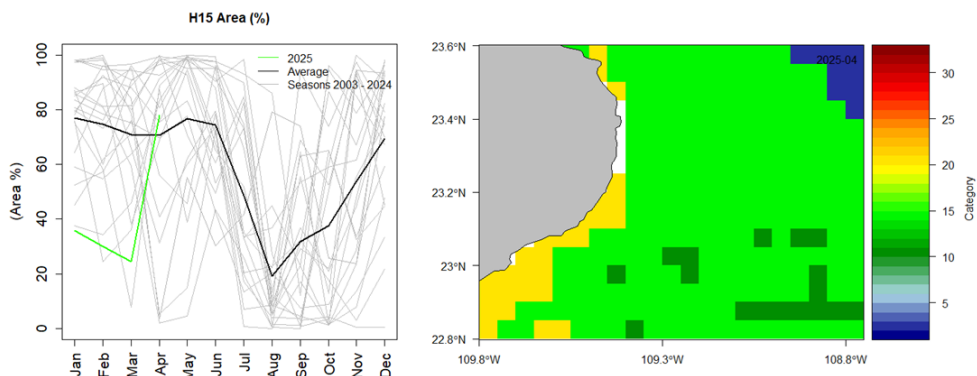 H15 Area (%)
(Area %)
100
80
60
40
20
0
2025
Average
Seasons 2003 - 2024
Jan
Feb
Mar
Apr
May
Jun
Jul
Aug
Sep
Oct
Nov
Dec
23.6°N
23.4°N
23.2°N
23°N
22.8°N
109.8°W
109.3°W
108.8°W
2025-04
30
25
20
15
10
5
Category